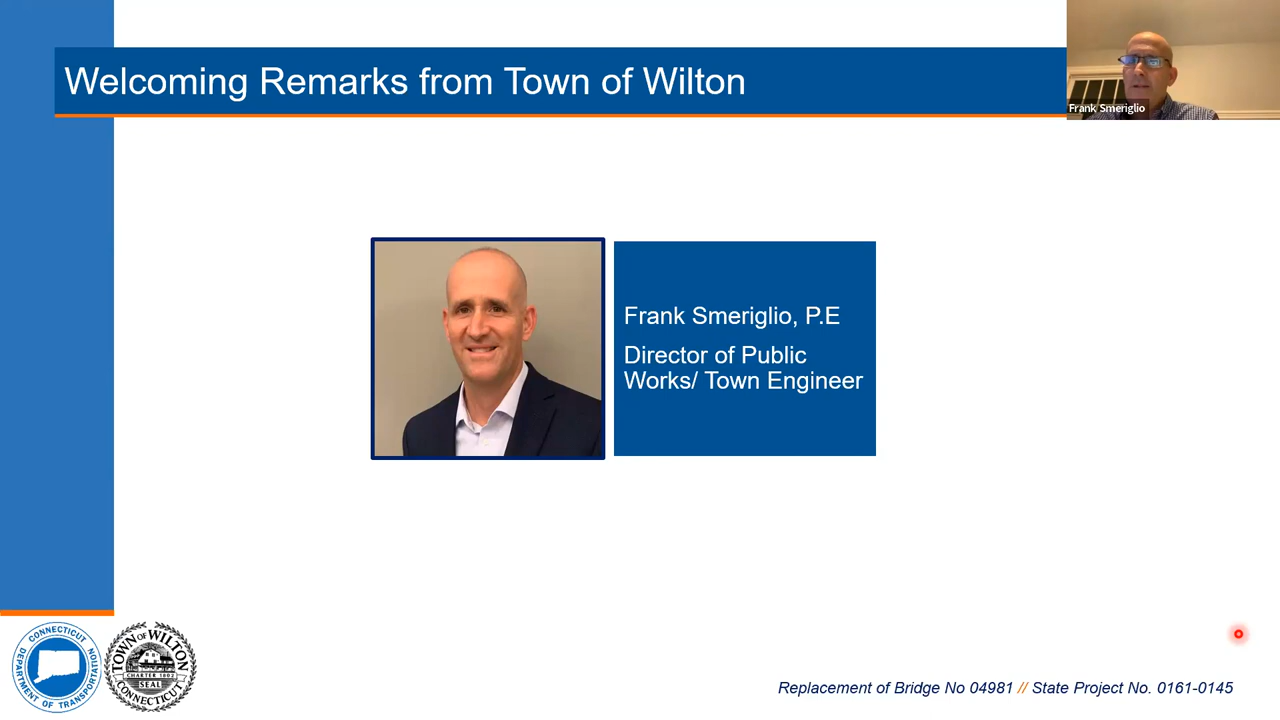 Welcoming Remarks from Town of Wilton
Frank Smeriglio
Frank Smeriglio, P.E
Director of Public
Works/ Town Engineer
CONNECTICUT
DEPARTMENT OF TRANSPORTATION
TOWN OF WILTON
CHARTER 1802
SEAL
CONNECTICUT
Replacement of Bridge No 04981 // State Project No. 0161-0145